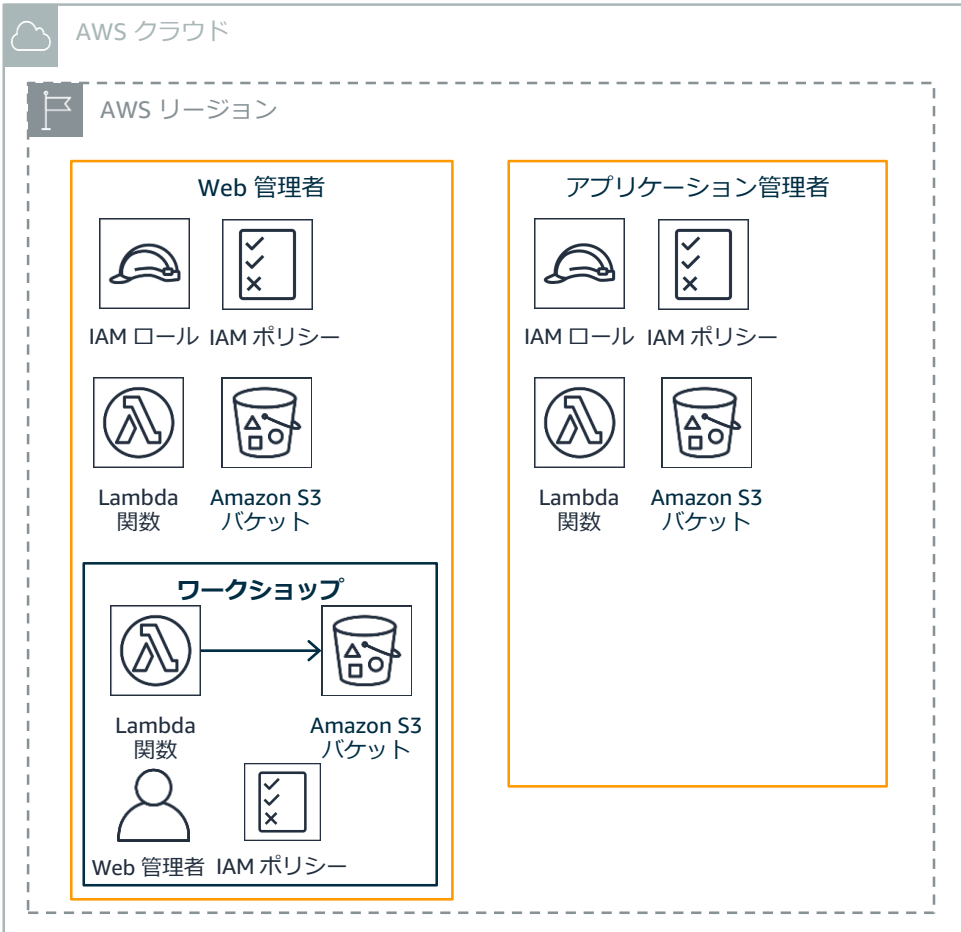 AWS クラウド
AWS リージョン
Web 管理者
IAM ロール
IAM ポリシー
Lambda
関数
Amazon S3
バケット
ワークショップ
Lambda
関数
Amazon S3
バケット
Web 管理者
IAM ポリシー
アプリケーション管理者
IAM ロール
IAM ポリシー
Lambda
関数
Amazon S3
バケット